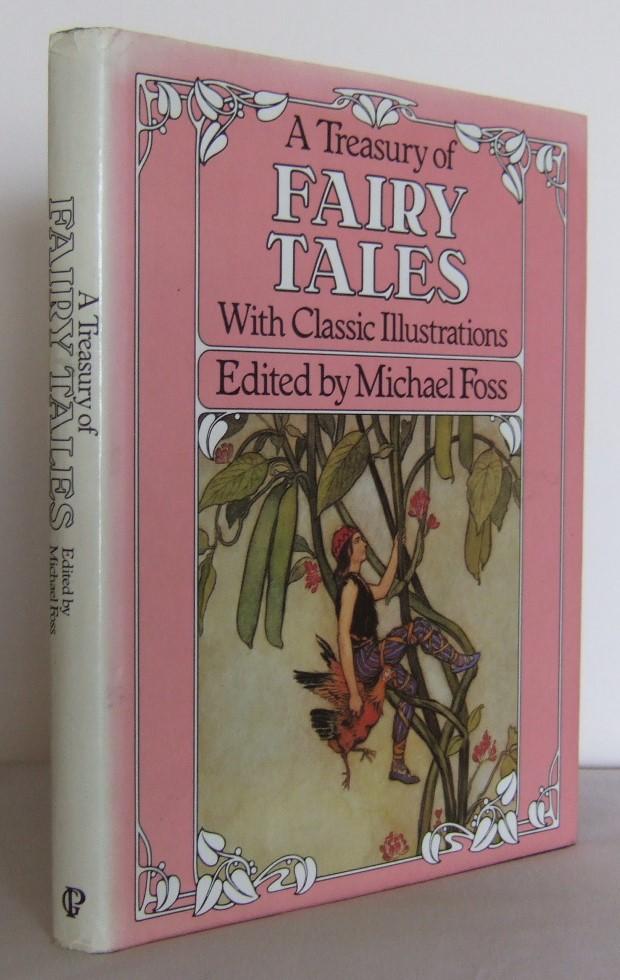 A Treasury of
FAIRY
TALES
With Classic Illustrations
Edited by Michael Foss
A Treasury of
FAIRY TALES
Edited by
Michael Foss